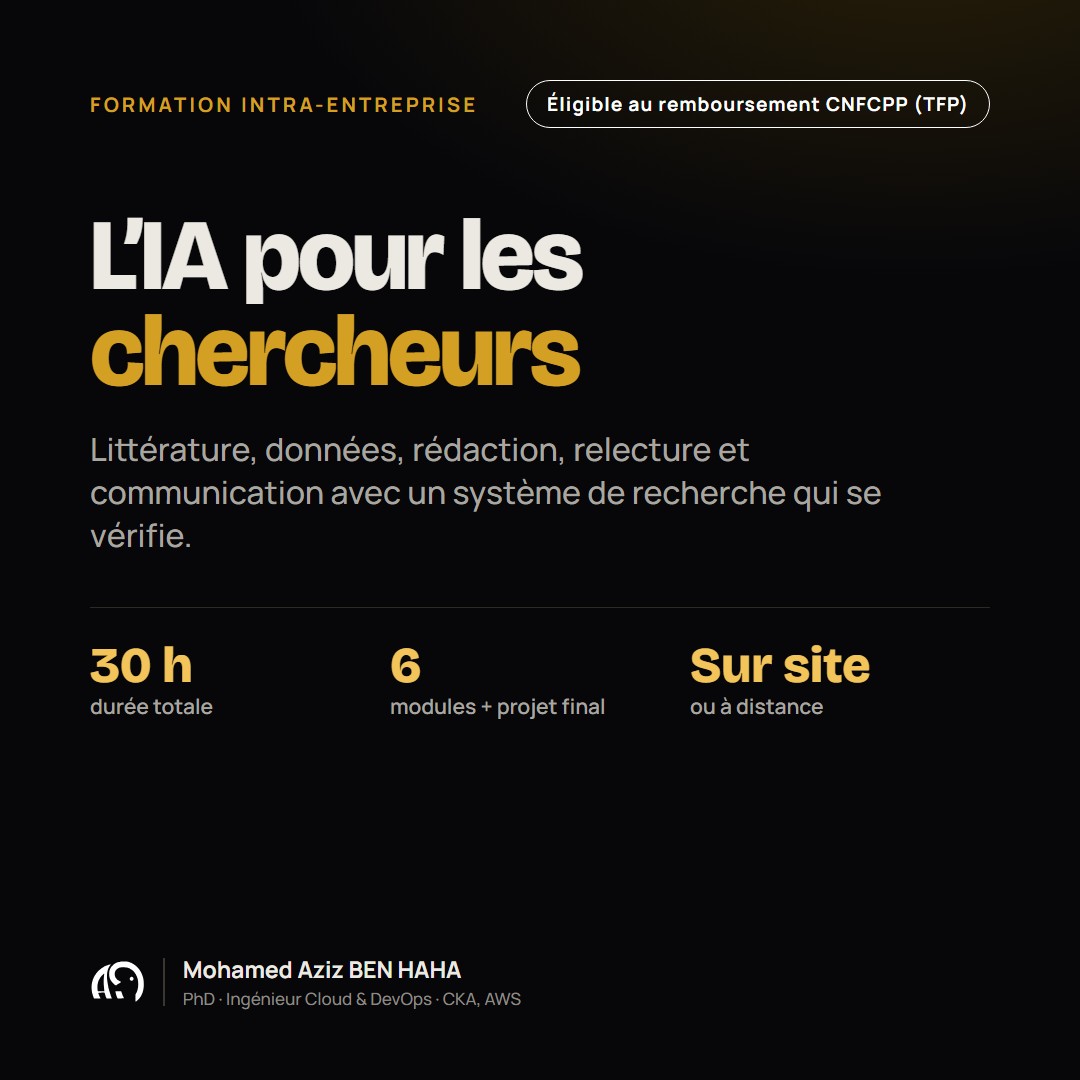 FORMATION INTRA-ENTREPRISE
Éligible au remboursement CNFCPP (TFP)
L’IA pour les
chercheurs
Littérature, données, rédaction, relecture et
communication avec un système de recherche qui se
vérifie.
30 h
durée totale
6
modules + projet final
Sur site
ou à distance
Mohamed Aziz BEN HAHA
PhD · Ingénieur Cloud & DevOps · CKA, AWS